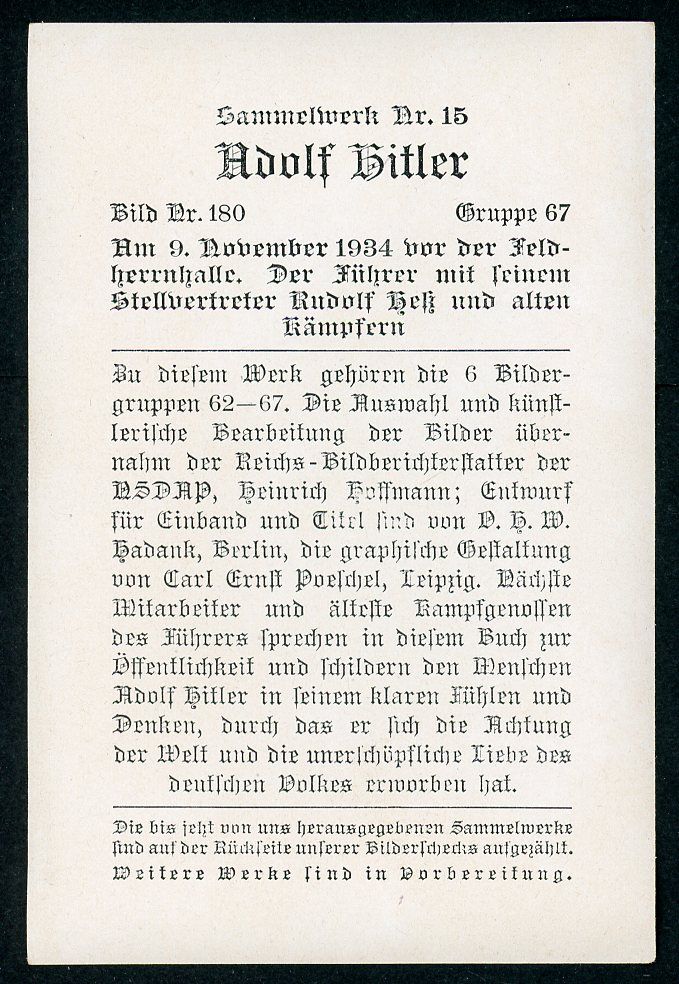 Sammelwerk Nr. 15
Adolf Hitler
Bild Nr. 180 Gruppe 67
Am 9. November 1934 vor der Feld-
herrnhalle. Der Führer mit seinem
Stellvertreter Rudolf Heß und alten
Kämpfern
Zu diesem Werk gehören die 6 Bilder-
gruppen 62—67. Die Auswahl und künst-
lerische Bearbeitung der Bilder über-
nahm der Reichs-Bildberichterstatter der
NSDAP, Heinrich Hoffmann; Entwurf
für Einband und Titel sind von O. H. W.
Hadank, Berlin, die graphische Gestaltung
von Carl Ernst Poeschel, Leipzig. Nächste
Mitarbeiter und älteste Kampfgenossen
des Führers sprechen in diesem Buch zur
Öffentlichkeit und schildern den Menschen
Adolf Hitler in seinem klaren Fühlen und
Denken, durch das er sich die Achtung
der Welt und die unerschöpfliche Liebe des
deutschen Volkes erworben hat.
Die bis jetzt von uns herausgegebenen Sammelwerke
sind auf der Rückseite unserer Bilderschecks aufgezählt.
Weitere Werke sind in Vorbereitung.